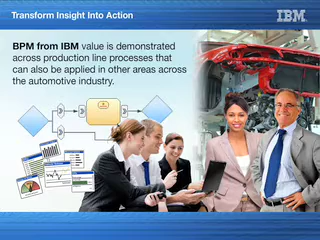 Transform Insight Into Action
IBM
BPM from IBM value is demonstrated
across production line processes that
can also be applied in other areas across
the automotive industry.